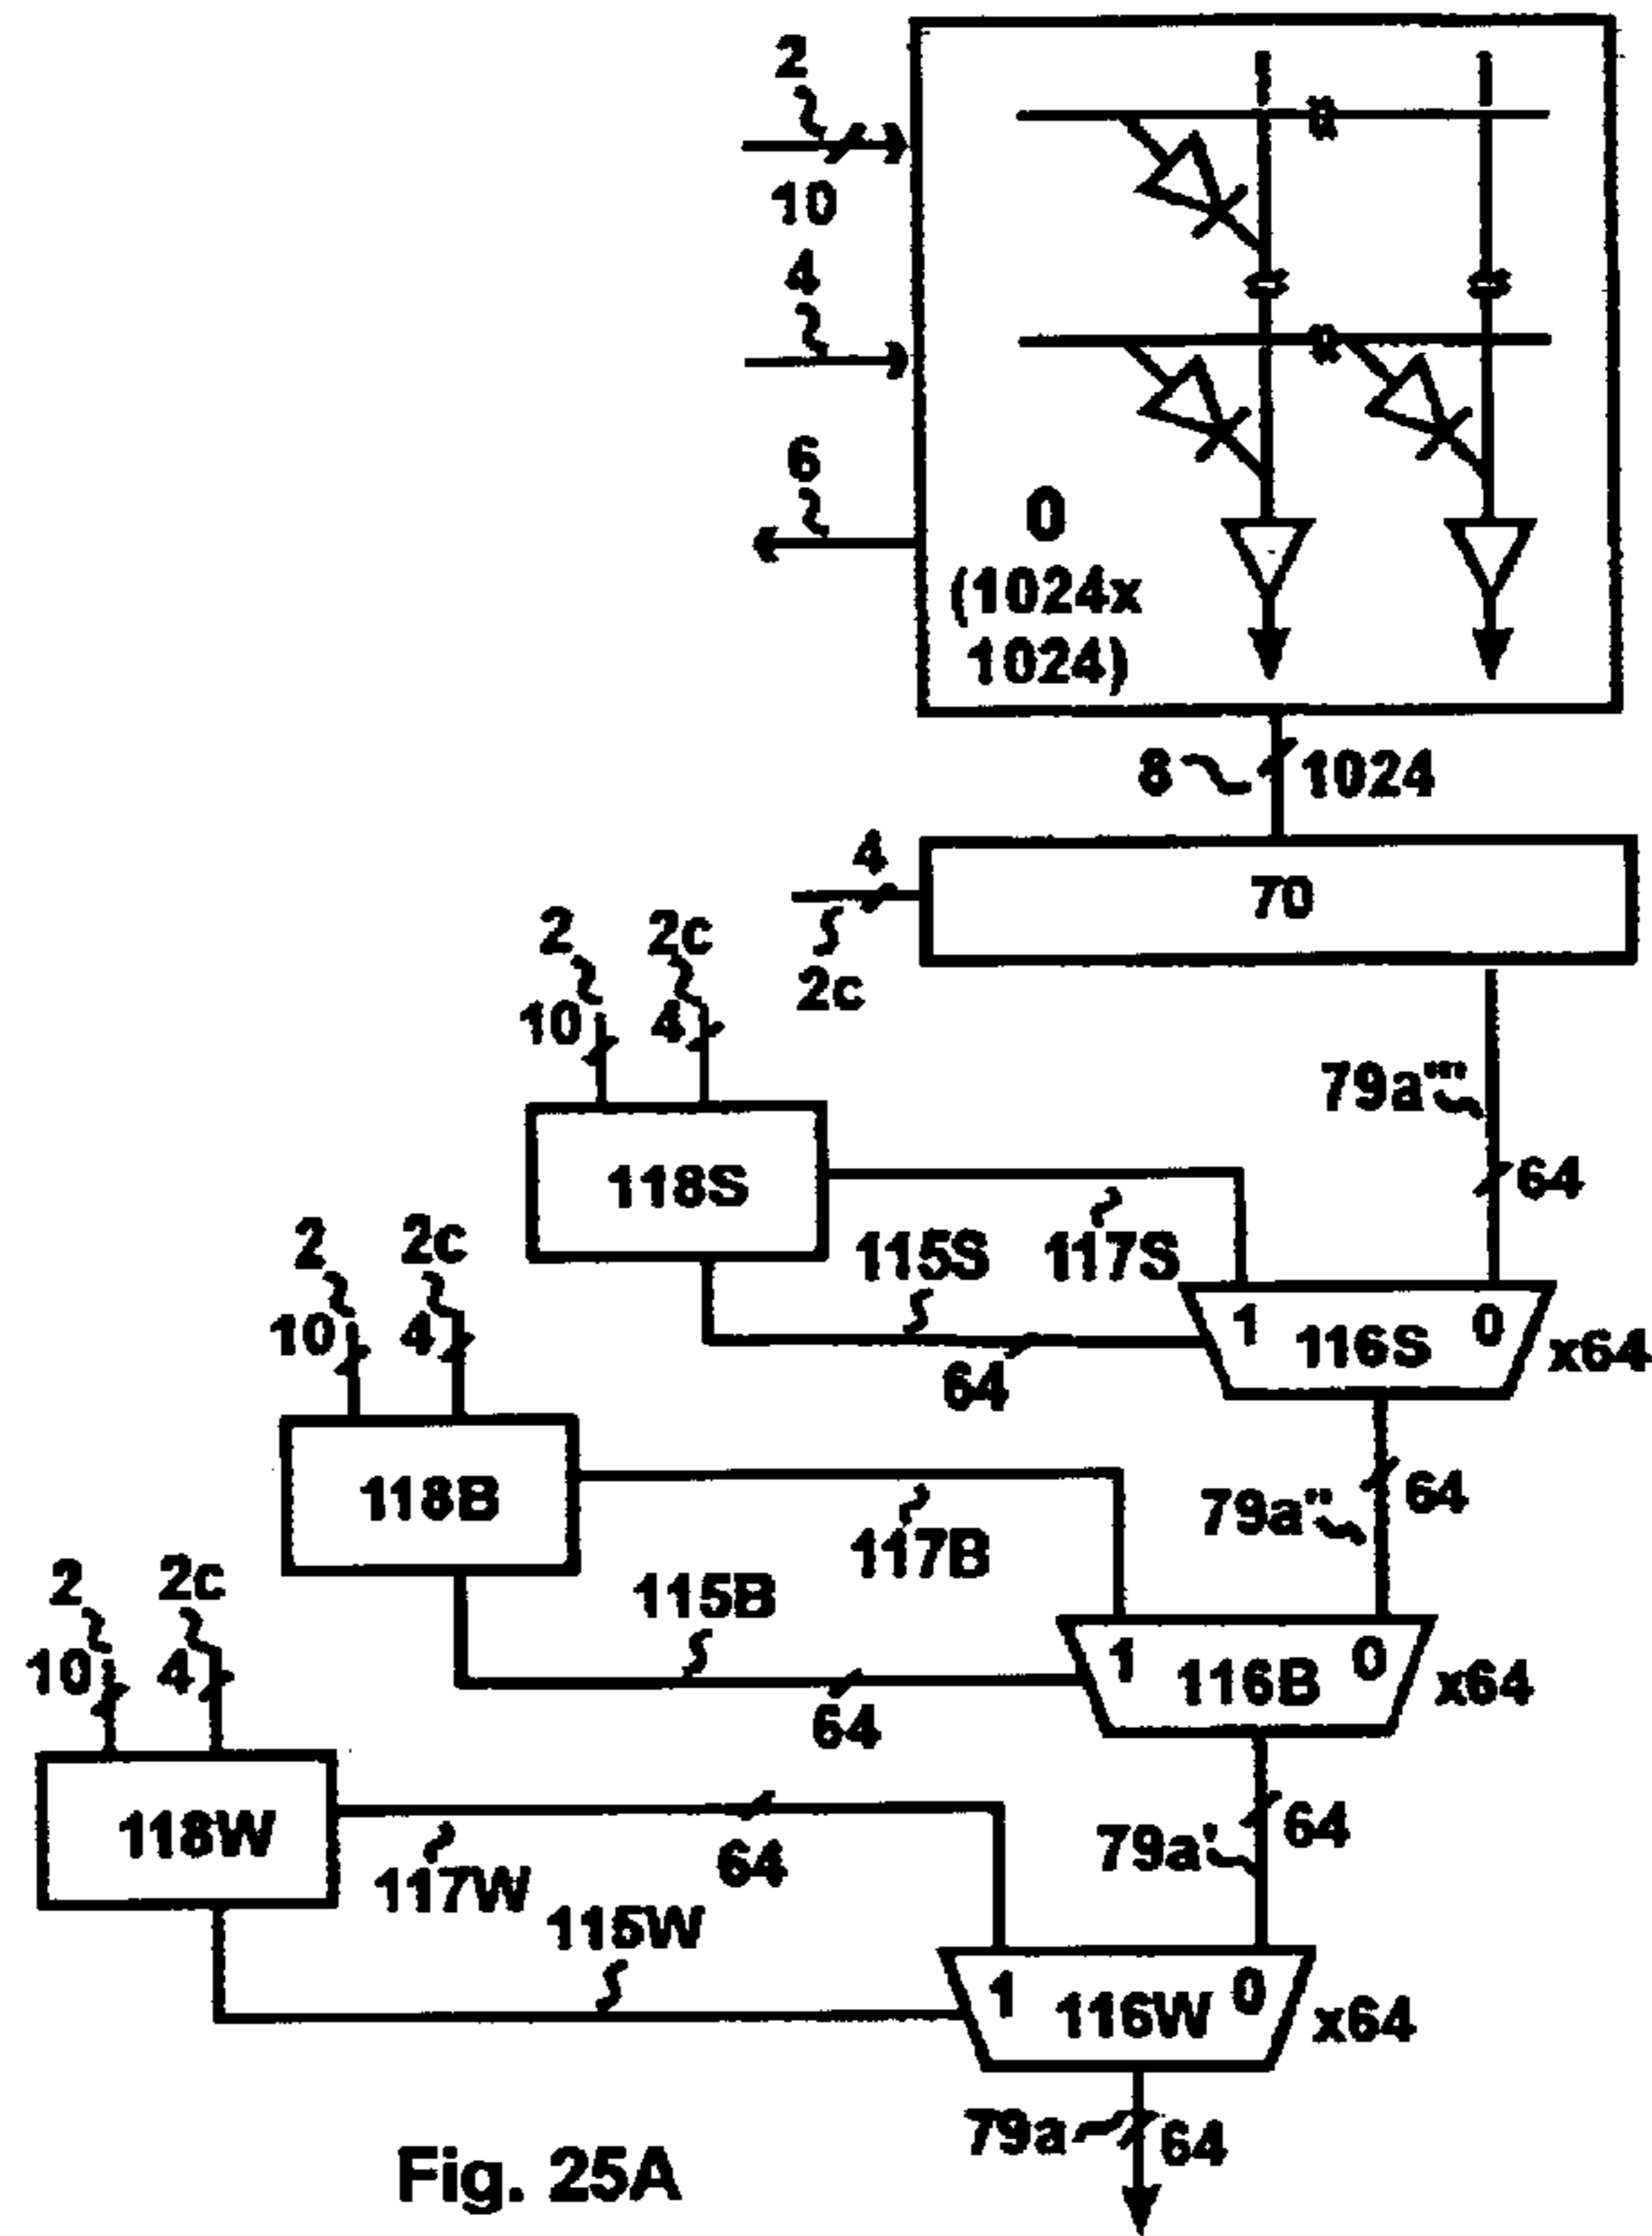 2
10
4
6
0
(1024x
1024)
8 1024
4
70
2c
2 2c
10 4
79a'''
64
118S
115S 117S
1 116S 0 x64
64
2 2c
10 4
118B
79a'' 64
117B
115B
1 116B 0 x64
64
2 2c
10 4
118W
64
79a' 64
117W
115W
1 116W 0 x64
79a 64
Fig. 25A